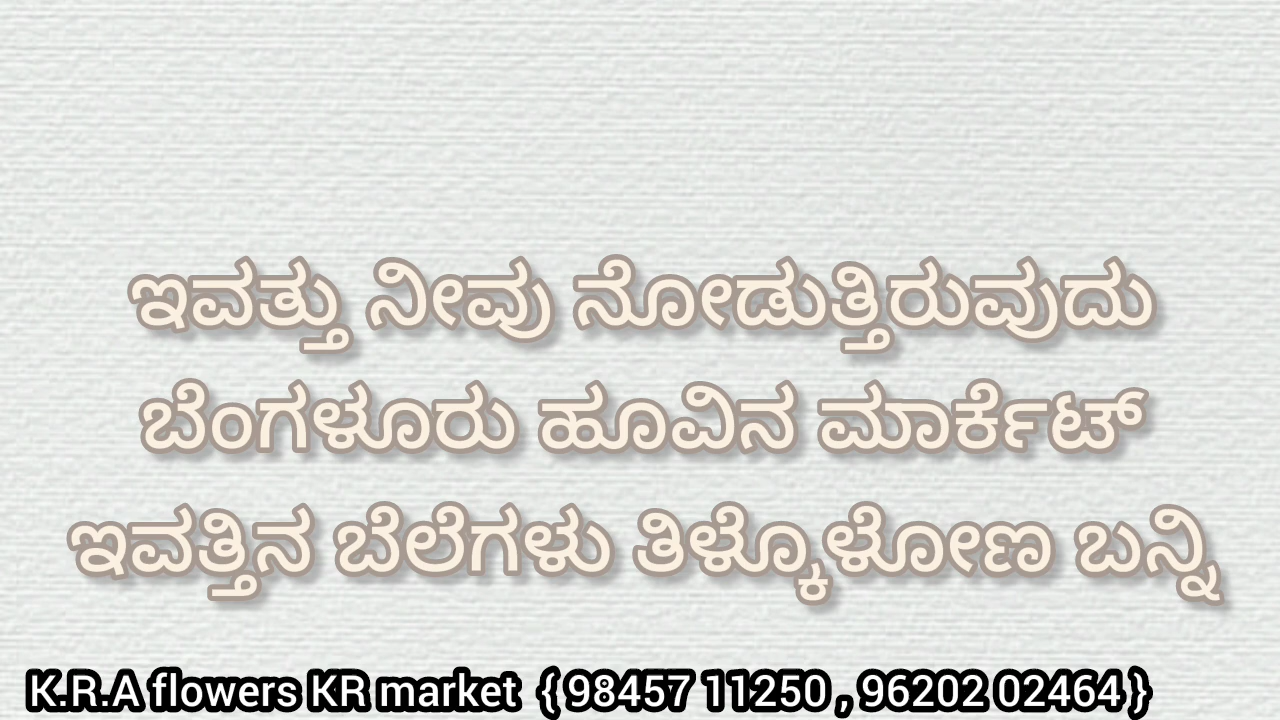 ಇವತ್ತು ನೀವು ನೋಡುತ್ತಿರುವುದು
ಬೆಂಗಳೂರು ಹೂವಿನ ಮಾರ್ಕೆಟ್
ಇವತ್ತಿನ ಬೆಲೆಗಳು ತಿಳ್ಕೊಳೋಣ ಬನ್ನಿ
K.R.A flowers KR market { 98457 11250 , 96202 02464 }